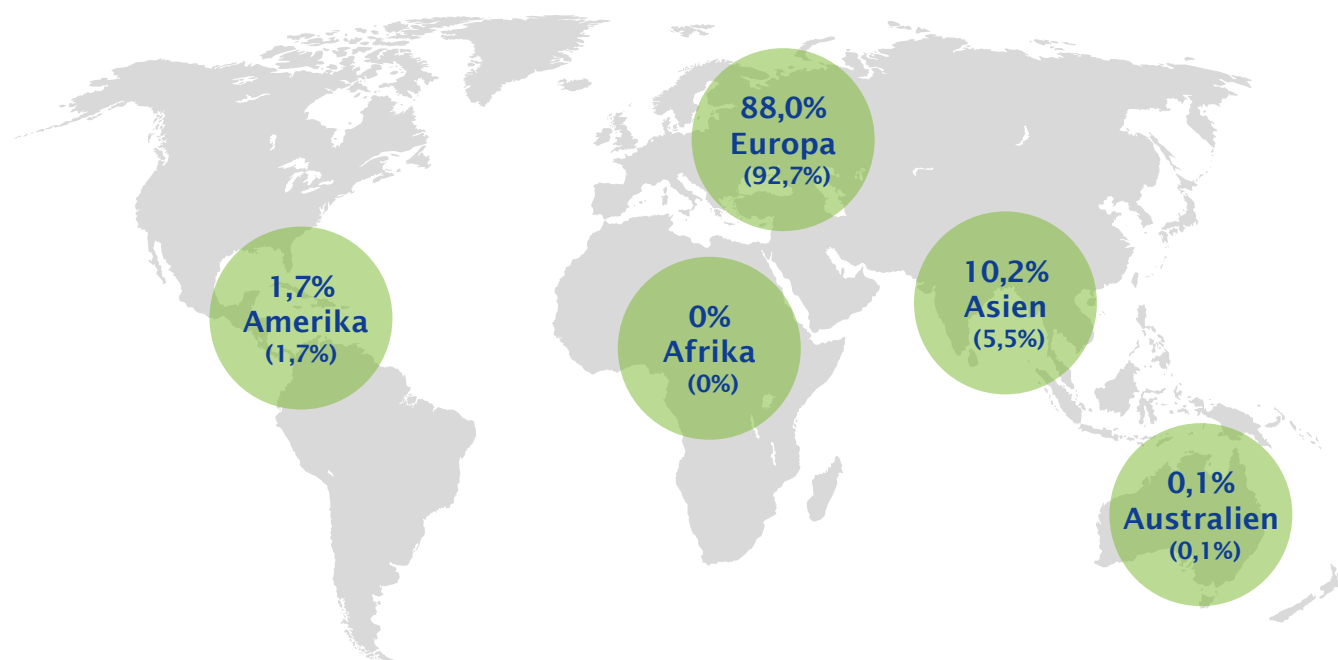 88,0%
Europa
(92,7%)
1,7%
Amerika
(1,7%)
0%
Afrika
(0%)
10,2%
Asien
(5,5%)
0,1%
Australien
(0,1%)